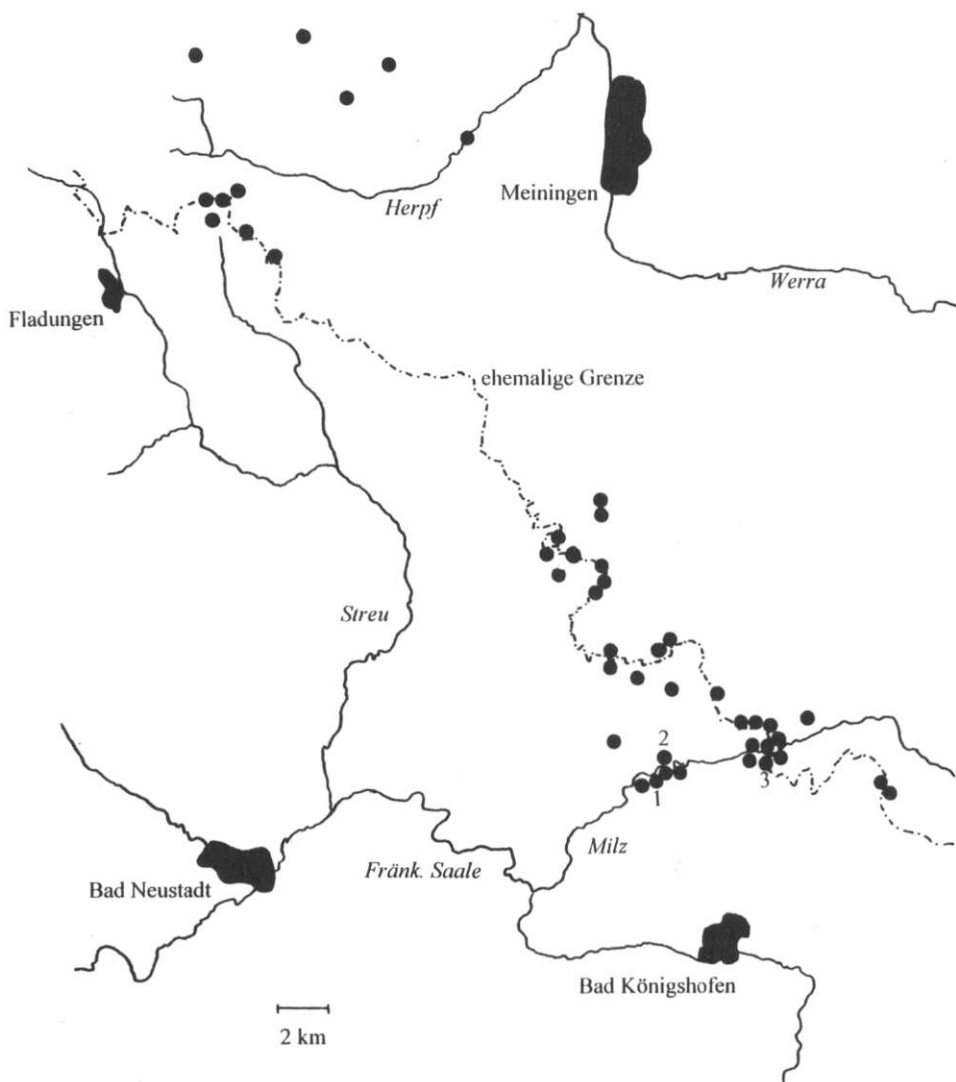 Herpf
Meiningen
Werra
Fladungen
ehemalige Grenze
Streu
2
1
3
Milz
Fränk. Saale
Bad Neustadt
Bad Königshofen
2 km